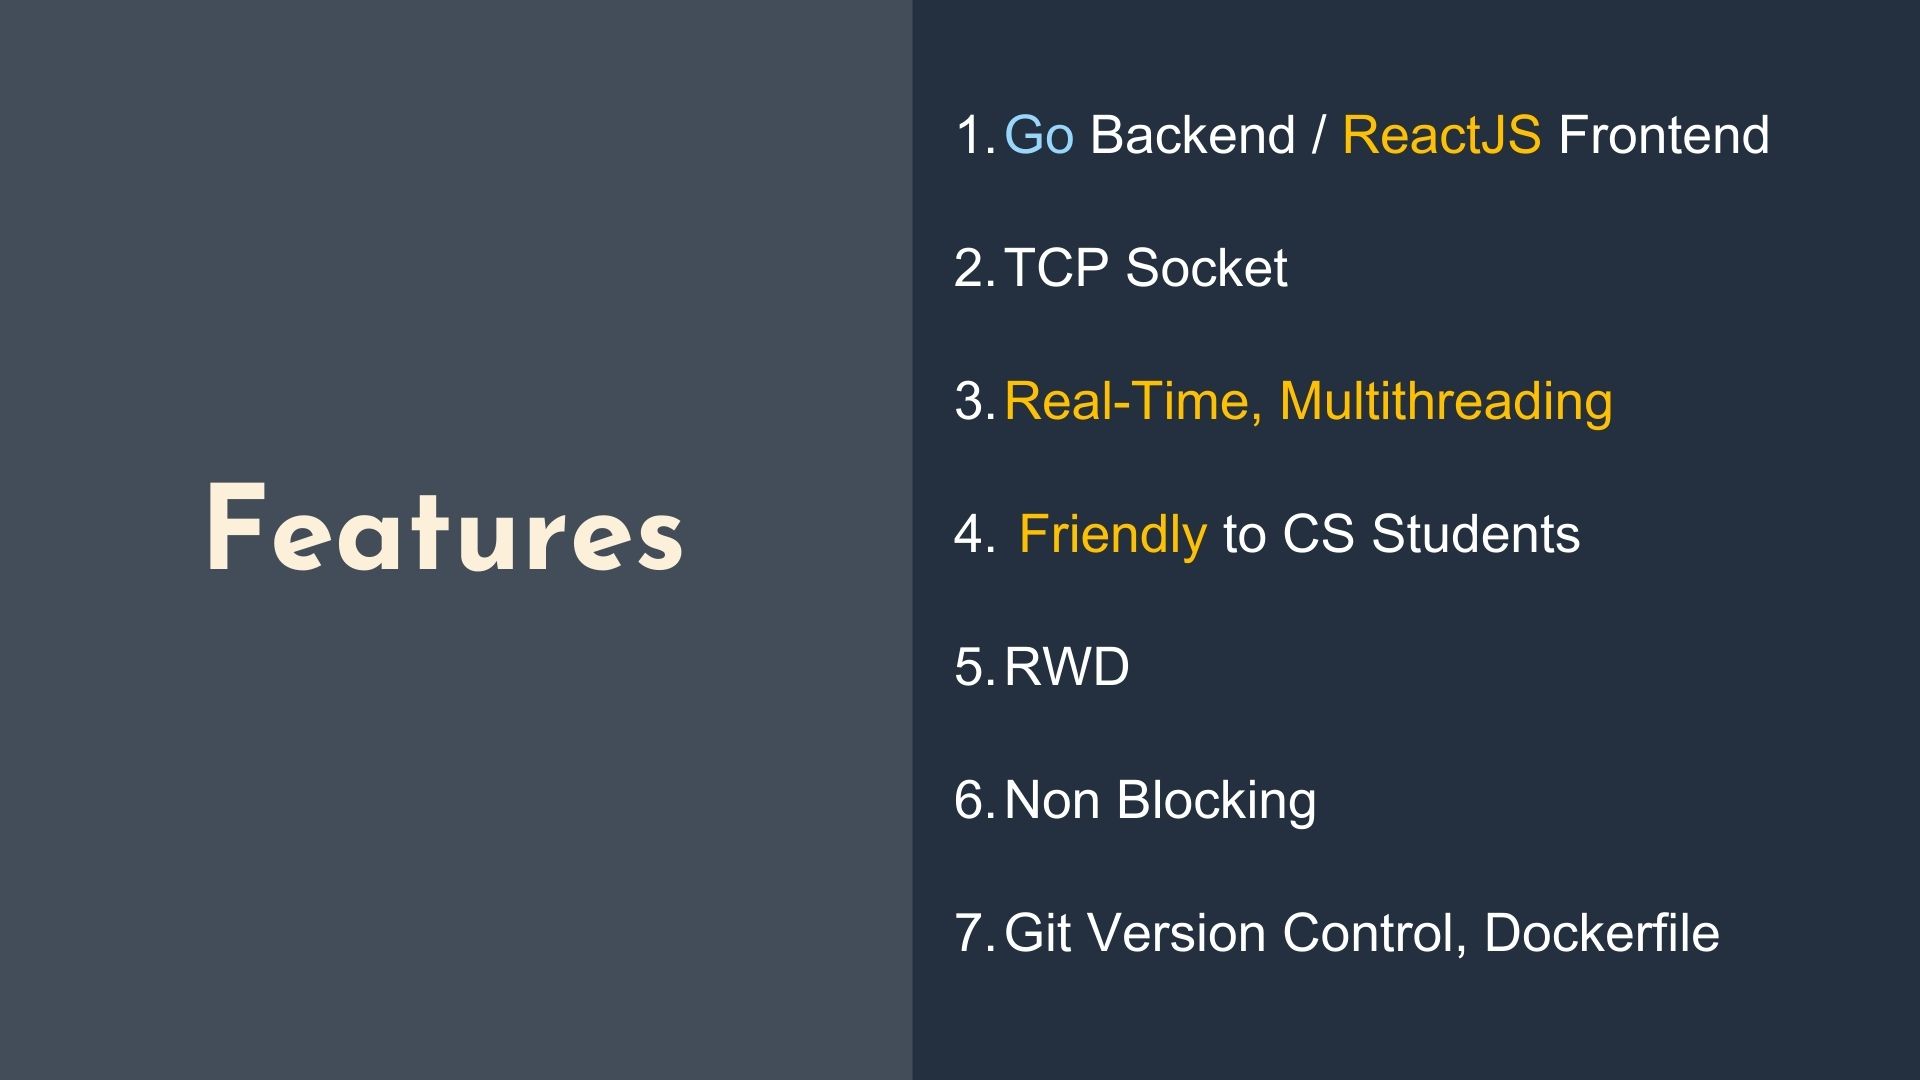 Features
1. Go Backend / ReactJS Frontend
2. TCP Socket
3. Real-Time, Multithreading
4. Friendly to CS Students
5. RWD
6. Non Blocking
7. Git Version Control, Dockerfile